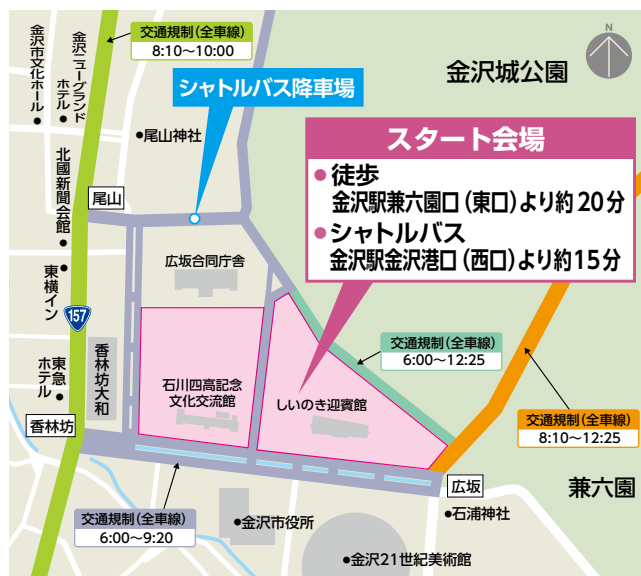 交通規制(全車線)
8:10～10:00
金沢市文化ホール
金沢ニューグランド
ホテル
シャトルバス降車場
尾山神社
金沢城公園
N
スタート会場
徒歩
金沢駅兼六園口(東口)より約20分
シャトルバス
金沢駅金沢港口(西口)より約15分
北國新聞会館
尾山
広坂合同庁舎
東横イン
157
交通規制(全車線)
6:00～12:25
東急
ホテル
香林坊大和
石川四高記念
文化交流館
しいのき迎賓館
交通規制(全車線)
8:10～12:25
香林坊
広坂
兼六園
交通規制(全車線)
6:00～9:20
金沢市役所
石浦神社
金沢21世紀美術館